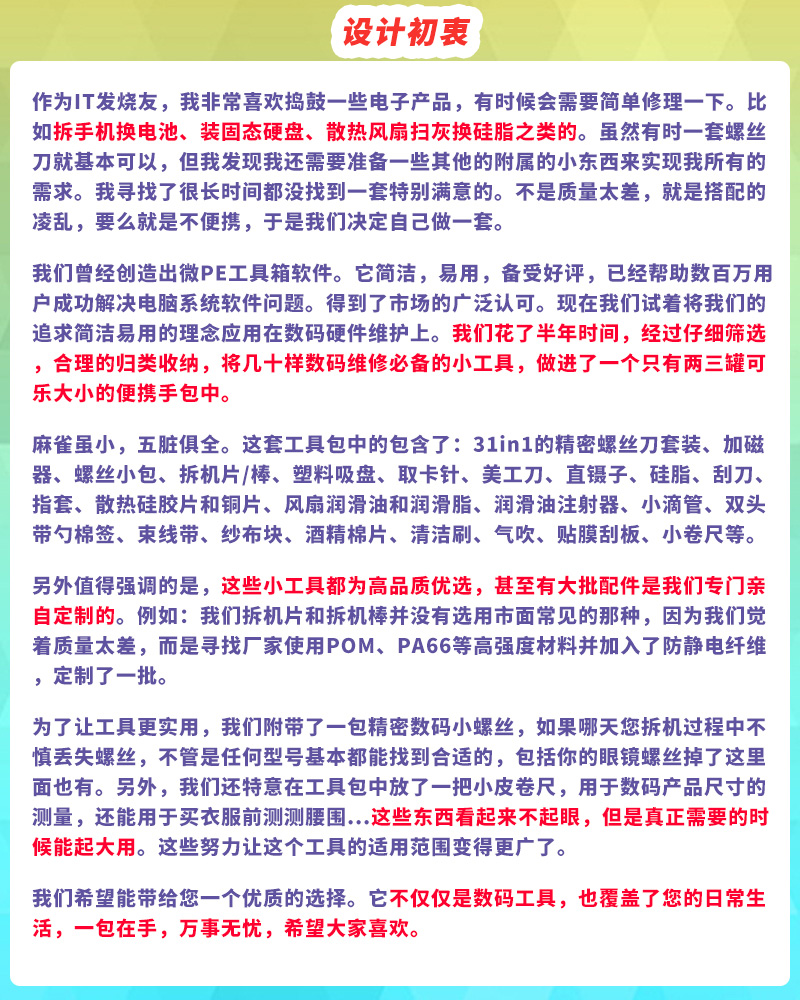 设计初衷
作为IT发烧友，我非常喜欢捣鼓一些电子产品，有时候会需要简单修理一下。比
如拆手机换电池、装固态硬盘、散热风扇扫灰换硅脂之类的。虽然有时一套螺丝
刀就基本可以，但我发现我还需要准备一些其他的附属的小东西来实现我所有的
需求。我寻找了很长时间都没找到一套特别满意的。不是质量太差，就是搭配的
凌乱，要么就是不便携，于是我们决定自己做一套。
我们曾经创造出微PE工具箱软件。它简洁，易用，备受好评，已经帮助数百万用
户成功解决电脑系统软件问题。得到了市场的广泛认可。现在我们试着将我们的
追求简洁易用的理念应用在数码硬件维护上。我们花了半年时间，经过仔细筛选
，合理的归类收纳，将几十样数码维修必备的小工具，做进了一个只有两三罐可
乐大小的便携手包中。
麻雀虽小，五脏俱全。这套工具包中的包含了：31in1的精密螺丝刀套装、加磁
器、螺丝小包、拆机片/棒、塑料吸盘、取卡针、美工刀、直镊子、硅脂、刮刀、
指套、散热硅胶片和铜片、风扇润滑油和润滑脂、润滑油注射器、小滴管、双头
带勺棉签、束线带、纱布块、酒精棉片、清洁刷、气吹、贴膜刮板、小卷尺等。
另外值得强调的是，这些小工具都为高品质优选，甚至有大批配件是我们专门亲
自定制的。例如：我们拆机片和拆机棒并没有选用市面常见的那种，因为我们觉
着质量太差，而是寻找厂家使用POM、PA66等高强度材料并加入了防静电纤维
，定制了一批。
为了让工具更实用，我们附带了一包精密数码小螺丝，如果哪天您拆机过程中不
慎丢失螺丝，不管是任何型号基本都能找到合适的，包括你的眼镜螺丝掉了这里
面也有。另外，我们还特意在工具包中放了一把小皮卷尺，用于数码产品尺寸的
测量，还能用于买衣服前测测腰围...这些东西看起来不起眼，但是真正需要的时
候能起大用。这些努力让这个工具的适用范围变得更广了。
我们希望能带给您一个优质的选择。它不仅仅是数码工具，也覆盖了您的日常生
活，一包在手，万事无忧，希望大家喜欢。